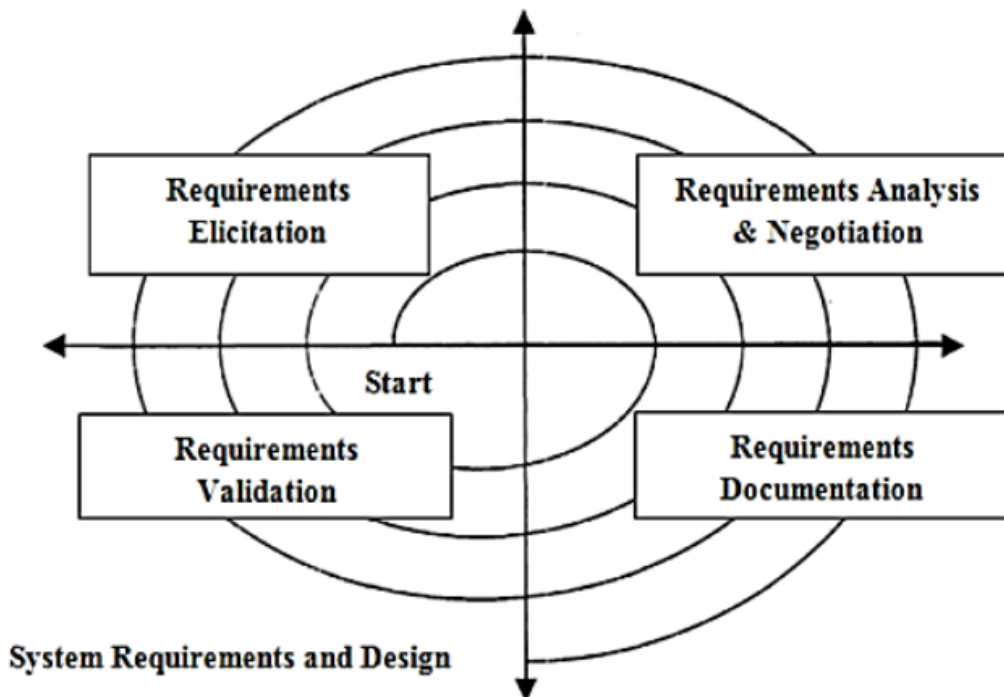 Requirements
Elicitation
Requirements Analysis
& Negotiation
Start
Requirements
Validation
Requirements
Documentation
System Requirements and Design